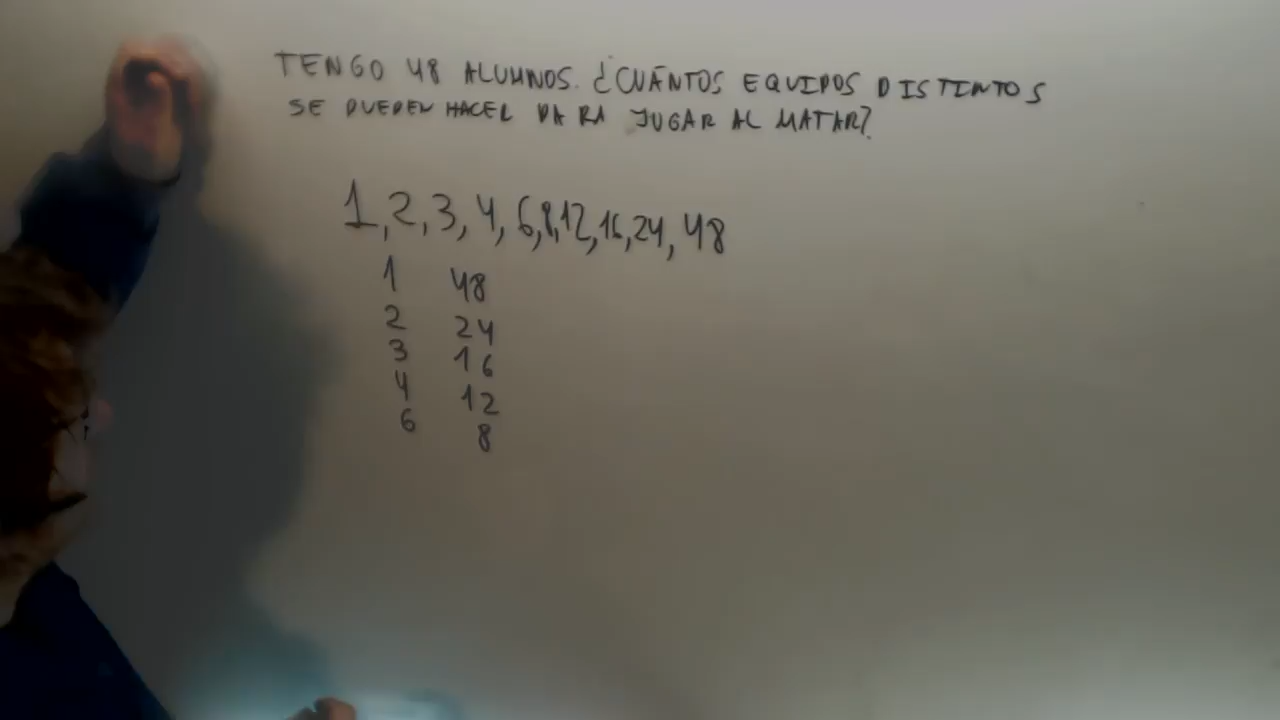 TENGO 48 ALUMNOS. ¿CUÁNTOS EQUIPOS DISTINTOS
SE PUEDEN HACER PARA JUGAR AL MATAR?
1, 2, 3, 4, 6, 8, 12, 16, 24, 48
1 48
2 24
3 16
4 12
6 8